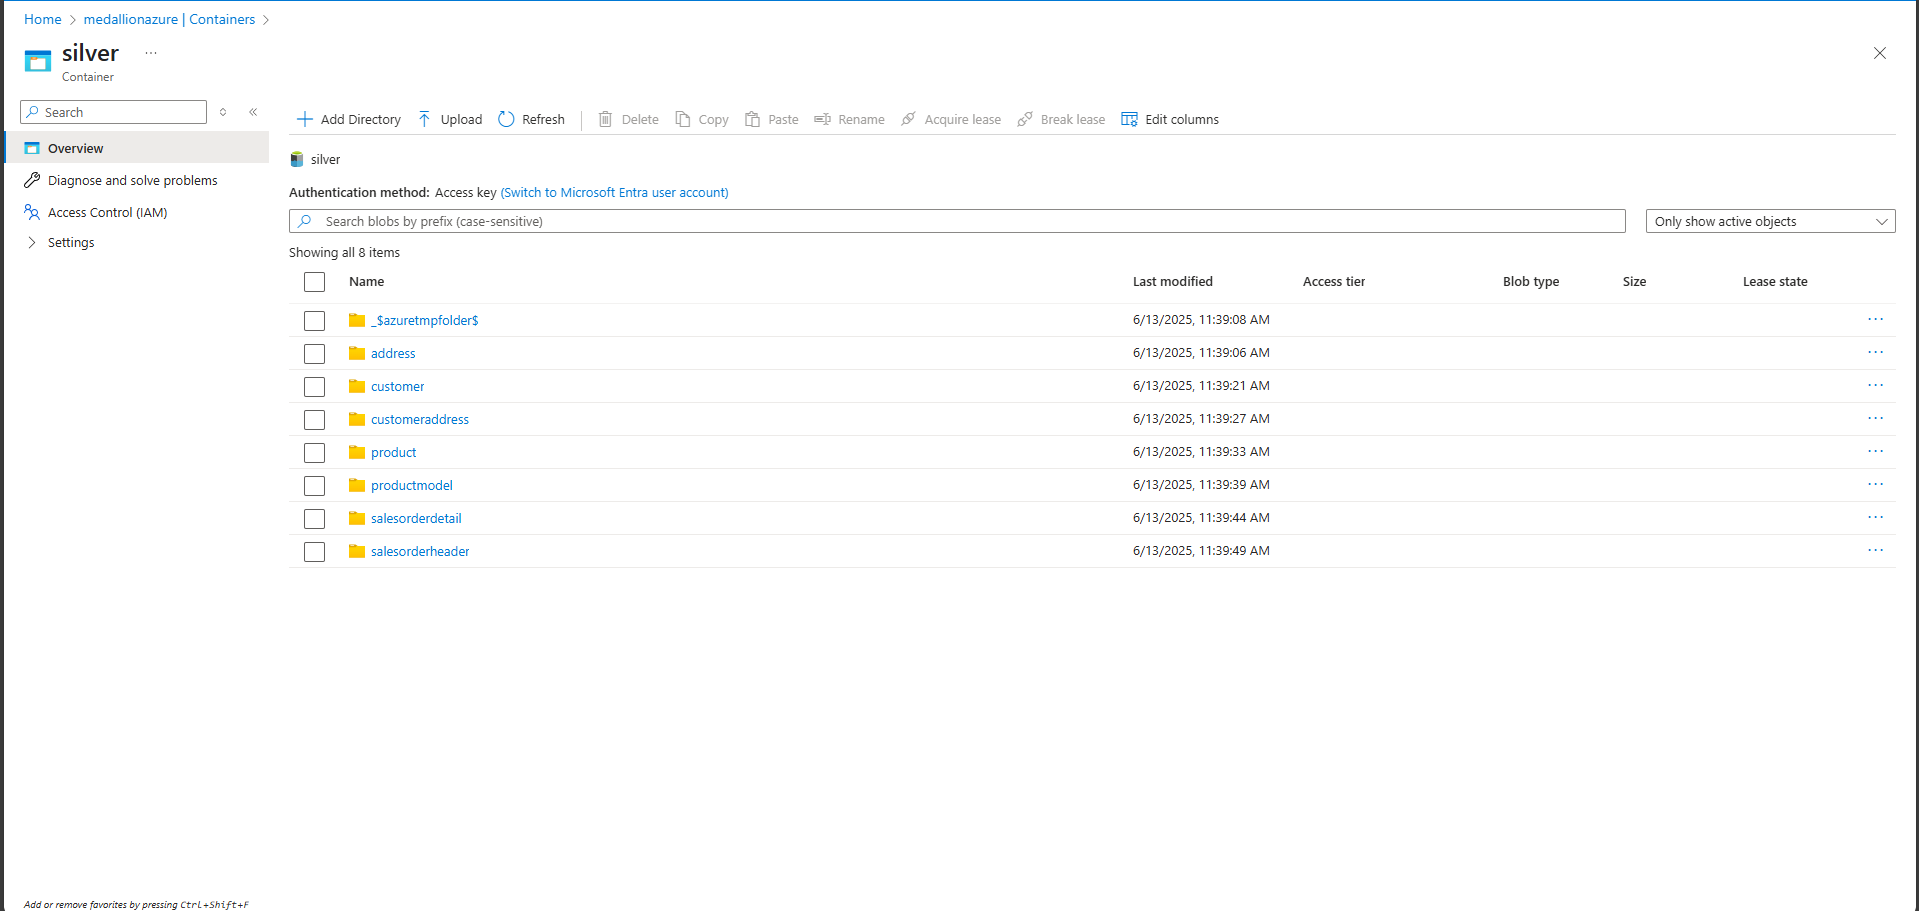 Home > medallionazure | Containers >
silver ...
Container
Search
Overview
Diagnose and solve problems
Access Control (IAM)
Settings
Add Directory Upload Refresh Delete Copy Paste Rename Acquire lease Break lease Edit columns
silver
Authentication method: Access key (Switch to Microsoft Entra user account)
Search blobs by prefix (case-sensitive) Only show active objects
Showing all 8 items
Name Last modified Access tier Blob type Size Lease state
_$azuretmpfolder$ 6/13/2025, 11:39:08 AM ...
address 6/13/2025, 11:39:06 AM ...
customer 6/13/2025, 11:39:21 AM ...
customeraddress 6/13/2025, 11:39:27 AM ...
product 6/13/2025, 11:39:33 AM ...
productmodel 6/13/2025, 11:39:39 AM ...
salesorderdetail 6/13/2025, 11:39:44 AM ...
salesorderheader 6/13/2025, 11:39:49 AM ...
Add or remove favorites by pressing Ctrl+Shift+F